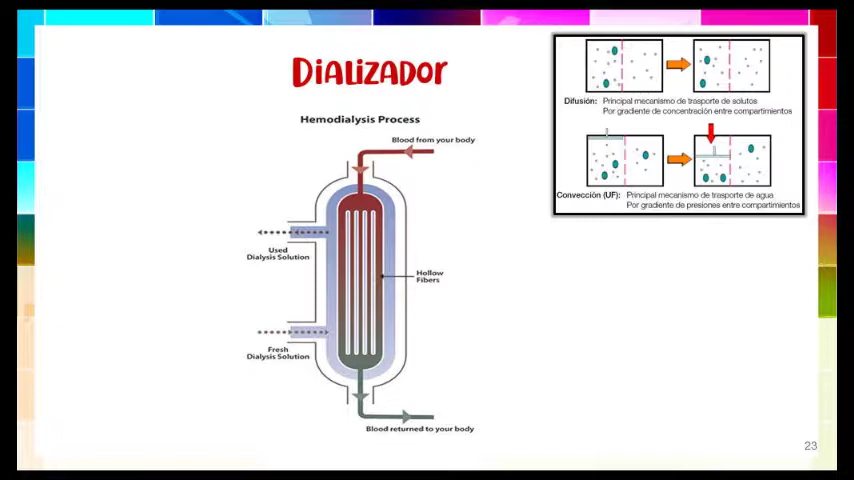 Dializador
Hemodialysis Process
Blood from your body
Used
Dialysis Solution
Hollow
Fibers
Fresh
Dialysis Solution
Blood returned to your body
Difusión: Principal mecanismo de trasporte de solutos
Por gradiente de concentración entre compartimientos
Convección (UF): Principal mecanismo de trasporte de agua
Por gradiente de presiones entre compartimientos
23